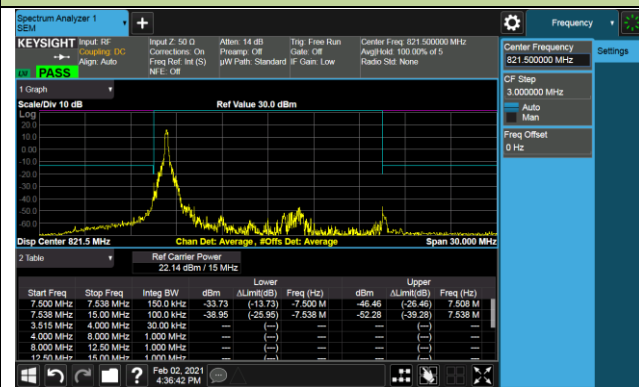 Spectrum Analyzer 1
SEM
Frequency
KEYSIGHT
Input: RF
Coupling: DC
Align: Auto
Input Z: 50 Ω
Corrections: On
Freq Ref: Int (S)
NFE: Off
Atten: 14 dB
Preamp: Off
µW Path: Standard
Trig: Free Run
Gate: Off
IF Gain: Low
Center Freq: 821.500000 MHz
Avg|Hold: 100.00% of 5
Radio Std: None
PASS
Center Frequency
821.500000 MHz
Settings
CF Step
3.000000 MHz
Auto
Man
Freq Offset
0 Hz
1 Graph
Scale/Div 10 dB
Ref Value 30.0 dBm
Log
20.0
10.0
0.00
-10.0
-20.0
-30.0
-40.0
-50.0
-60.0
Disp Center 821.5 MHz
Chan Det: Average , #Offs Det: Average
Span 30.000 MHz
2 Table
Ref Carrier Power
22.14 dBm / 15 MHz
Lower Upper
Start Freq Stop Freq Integ BW dBm ΔLimit(dB) Freq (Hz) dBm ΔLimit(dB) Freq (Hz)
7.500 MHz 7.538 MHz 150.0 kHz -33.73 (-13.73) -7.500 M -46.46 (-26.46) 7.508 M
7.538 MHz 15.00 MHz 100.0 kHz -38.95 (-25.95) -7.538 M -52.28 (-39.28) 7.538 M
3.515 MHz 4.000 MHz 30.00 kHz --- (---) --- --- (---) ---
4.000 MHz 8.000 MHz 1.000 MHz --- (---) --- --- (---) ---
8.000 MHz 12.50 MHz 1.000 MHz --- (---) --- --- (---) ---
12.50 MHz 15.00 MHz 1.000 MHz --- (---) --- --- (---) ---
?
Feb 02, 2021
4:36:42 PM